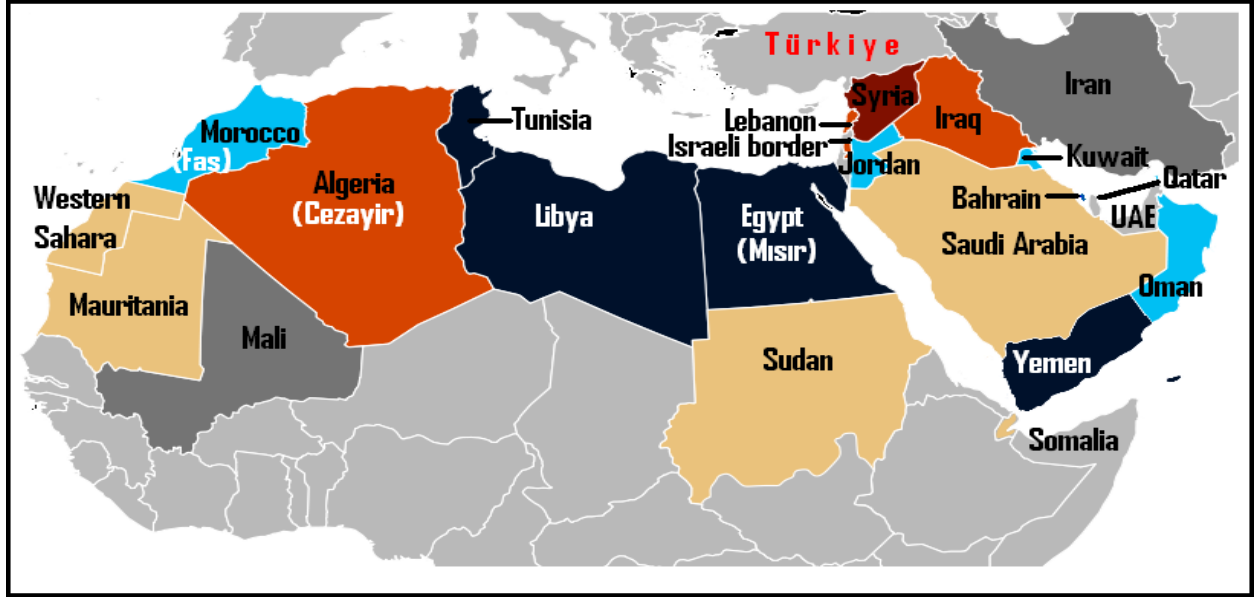 Türkiye
Iran
Syria
Tunisia
Lebanon
Iraq
Morocco
(Fas)
Israeli border
Jordan
Kuwait
Algeria
(Cezayir)
Qatar
Western
Sahara
Bahrain
Libya
Egypt
(Mısır)
UAE
Saudi Arabia
Oman
Mauritania
Mali
Sudan
Yemen
Somalia